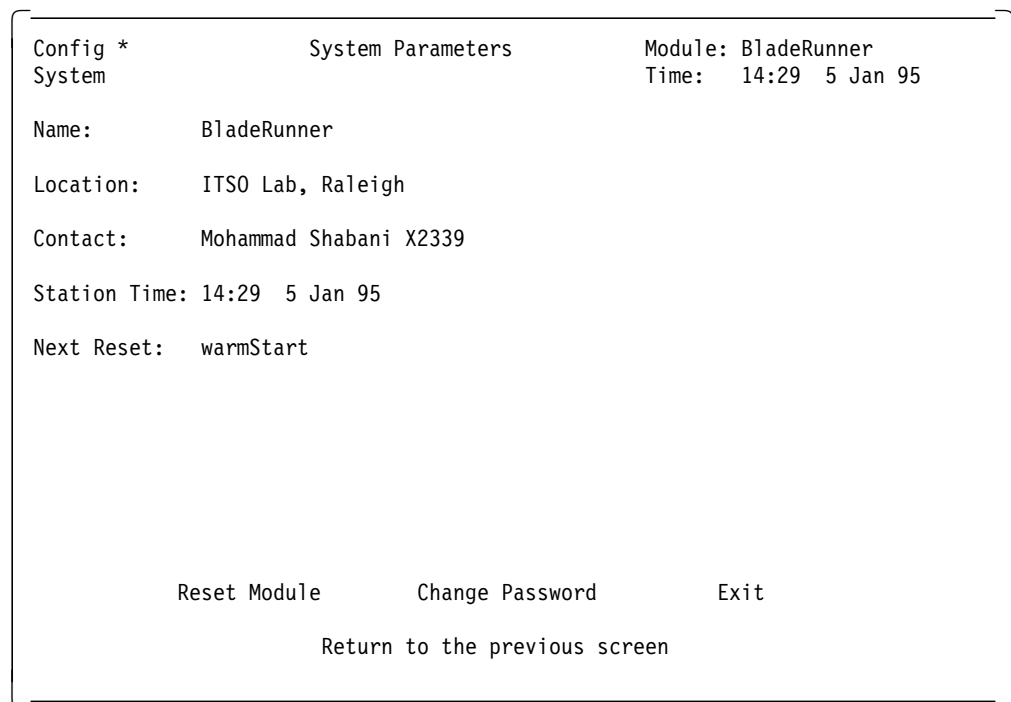 Config * System Parameters Module: BladeRunner
System Time: 14:29 5 Jan 95
Name: BladeRunner
Location: ITSO Lab, Raleigh
Contact: Mohammad Shabani X2339
Station Time: 14:29 5 Jan 95
Next Reset: warmStart
Reset Module Change Password Exit
Return to the previous screen